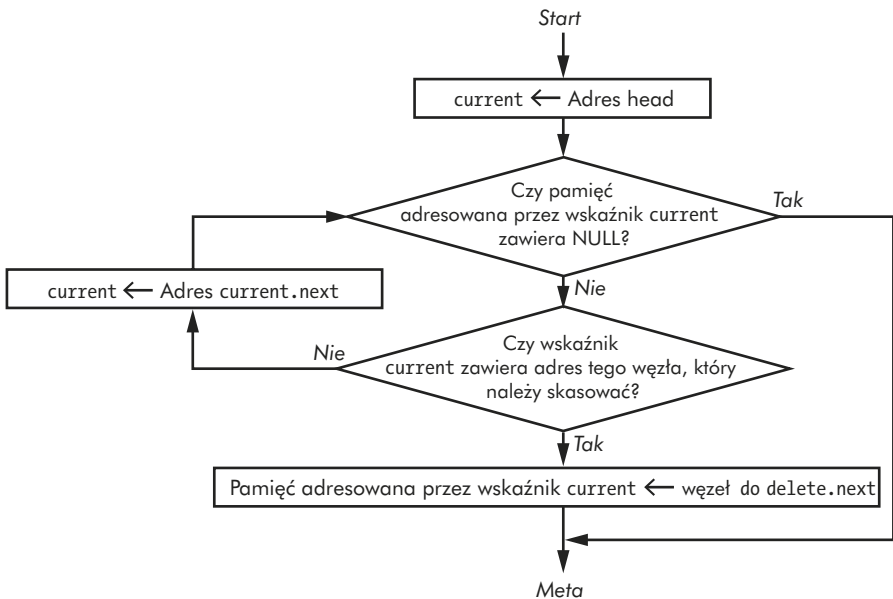 Start
current ← Adres head
Czy pamięć
adresowana przez wskaźnik current
zawiera NULL?
Tak
current ← Adres current.next
Nie
Czy wskaźnik
current zawiera adres tego węzła, który
należy skasować?
Nie
Tak
Pamięć adresowana przez wskaźnik current ← węzeł do delete.next
Meta